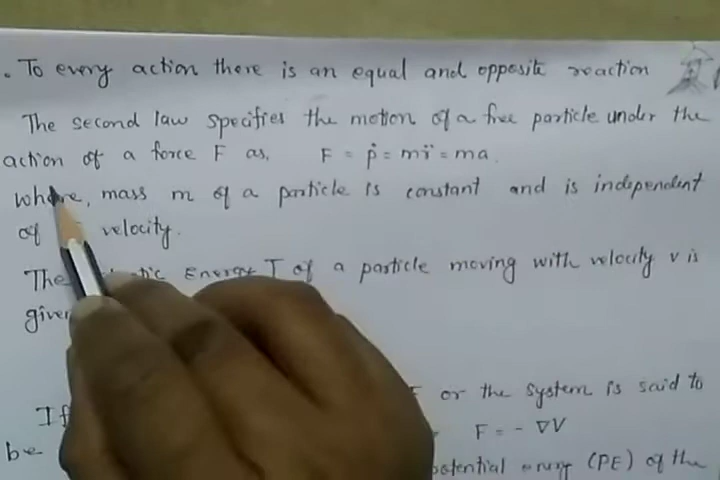 . To every action there is an equal and opposite reaction
The second law specifies the motion of a free particle under the
action of a force F as, F = ṗ = mr̈ = ma.
where, mass m of a particle is constant and is independent
of velocity.
The Energy T of a particle moving with velocity v is
given
If or the system is said to
be F = - ∇V
potential energy (PE) of the